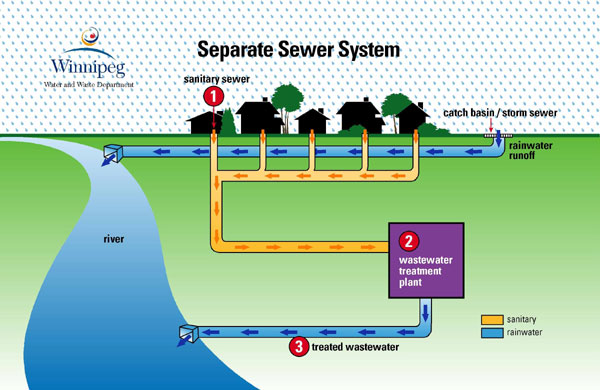 Winnipeg
Water and Waste Department
Separate Sewer System
sanitary sewer
1
catch basin / storm sewer
rainwater
runoff
river
2
wastewater
treatment
plant
sanitary
rainwater
3 treated wastewater